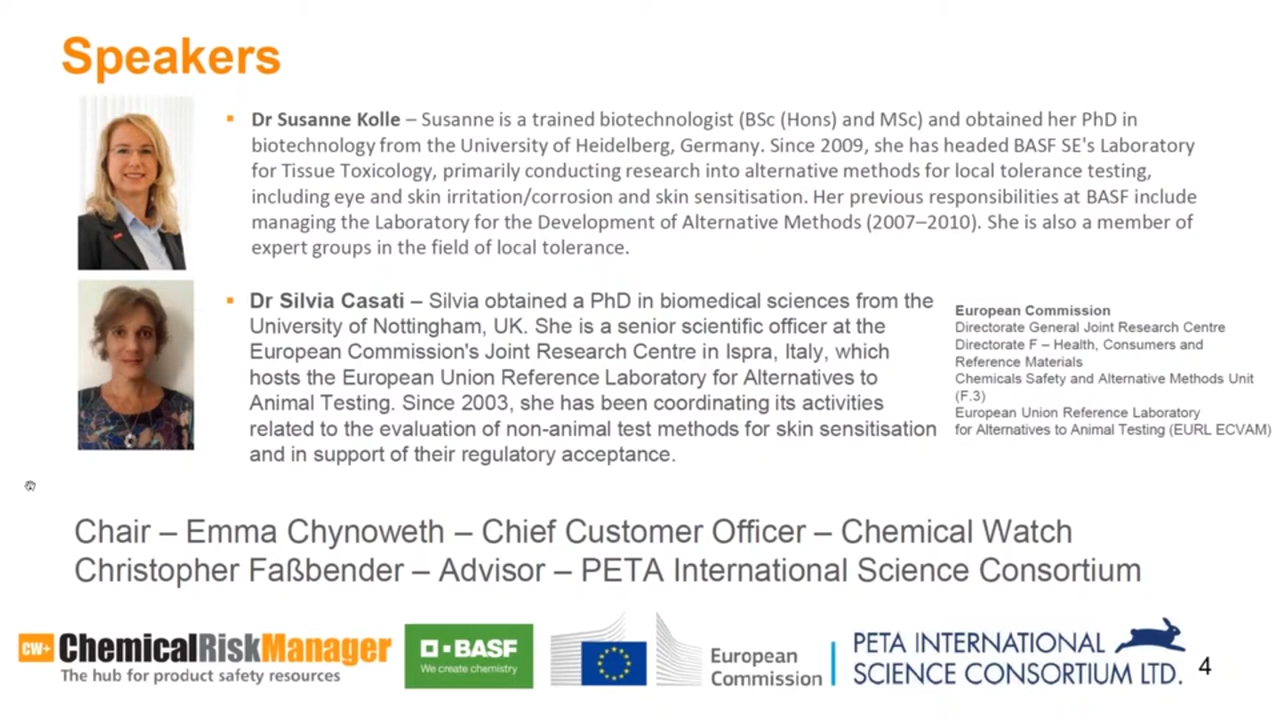 Speakers
Dr Susanne Kolle – Susanne is a trained biotechnologist (BSc (Hons) and MSc) and obtained her PhD in
biotechnology from the University of Heidelberg, Germany. Since 2009, she has headed BASF SE's Laboratory
for Tissue Toxicology, primarily conducting research into alternative methods for local tolerance testing,
including eye and skin irritation/corrosion and skin sensitisation. Her previous responsibilities at BASF include
managing the Laboratory for the Development of Alternative Methods (2007–2010). She is also a member of
expert groups in the field of local tolerance.
Dr Silvia Casati – Silvia obtained a PhD in biomedical sciences from the
University of Nottingham, UK. She is a senior scientific officer at the
European Commission's Joint Research Centre in Ispra, Italy, which
hosts the European Union Reference Laboratory for Alternatives to
Animal Testing. Since 2003, she has been coordinating its activities
related to the evaluation of non-animal test methods for skin sensitisation
and in support of their regulatory acceptance.
European Commission
Directorate General Joint Research Centre
Directorate F – Health, Consumers and
Reference Materials
Chemicals Safety and Alternative Methods Unit
(F.3)
European Union Reference Laboratory
for Alternatives to Animal Testing (EURL ECVAM)
Chair – Emma Chynoweth – Chief Customer Officer – Chemical Watch
Christopher Faßbender – Advisor – PETA International Science Consortium
CW+ ChemicalRiskManager
The hub for product safety resources
BASF
We create chemistry
European
Commission
PETA INTERNATIONAL
SCIENCE CONSORTIUM LTD.
4